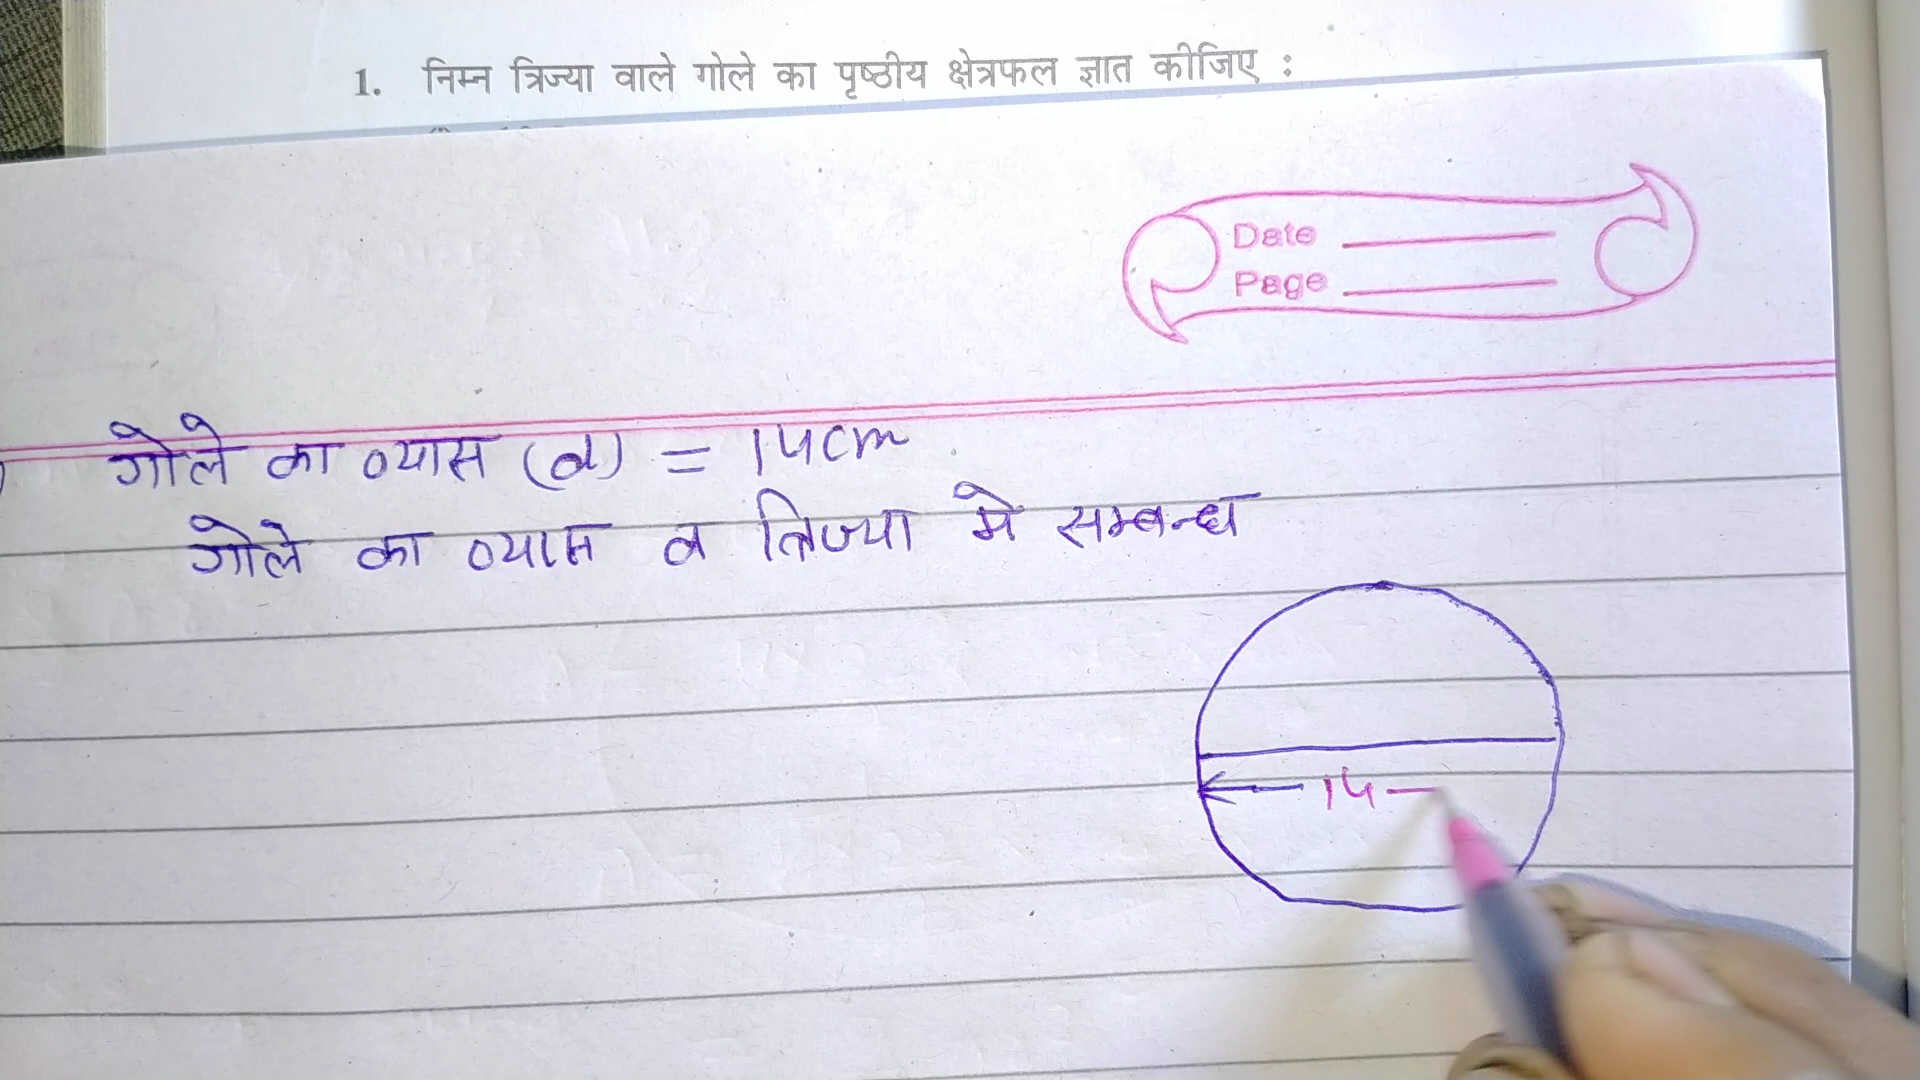 1. निम्न त्रिज्या वाले गोले का पृष्ठीय क्षेत्रफल ज्ञात कीजिए :
Date
Page
गोले का व्यास (d) = 14cm
गोले का व्यास व त्रिज्या मे सम्बन्ध
14